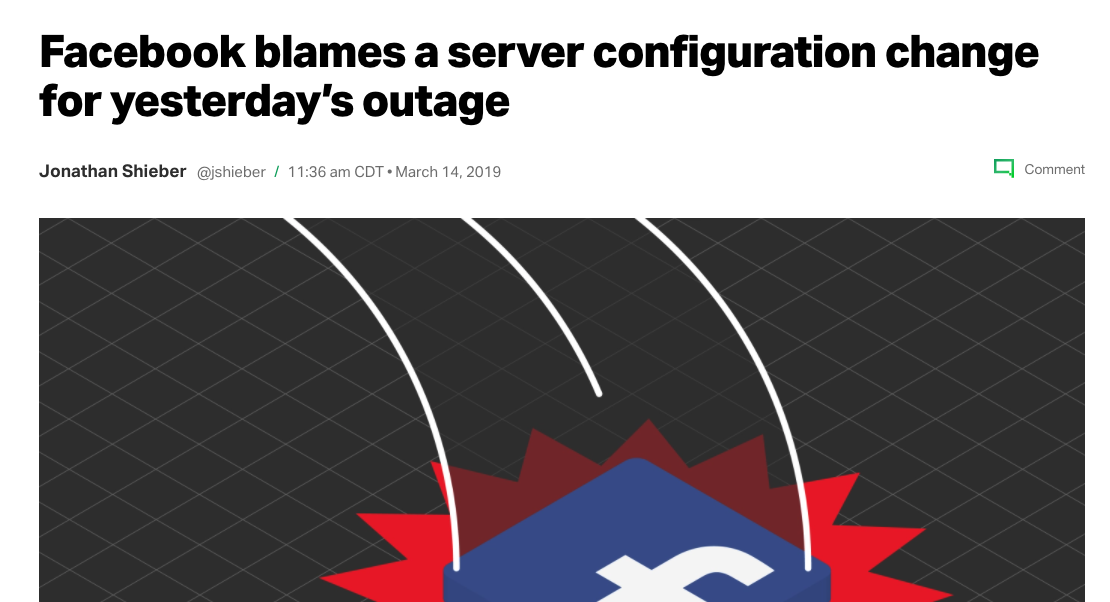 Facebook blames a server configuration change
for yesterday’s outage
Jonathan Shieber @jshieber / 11:36 am CDT • March 14, 2019
Comment